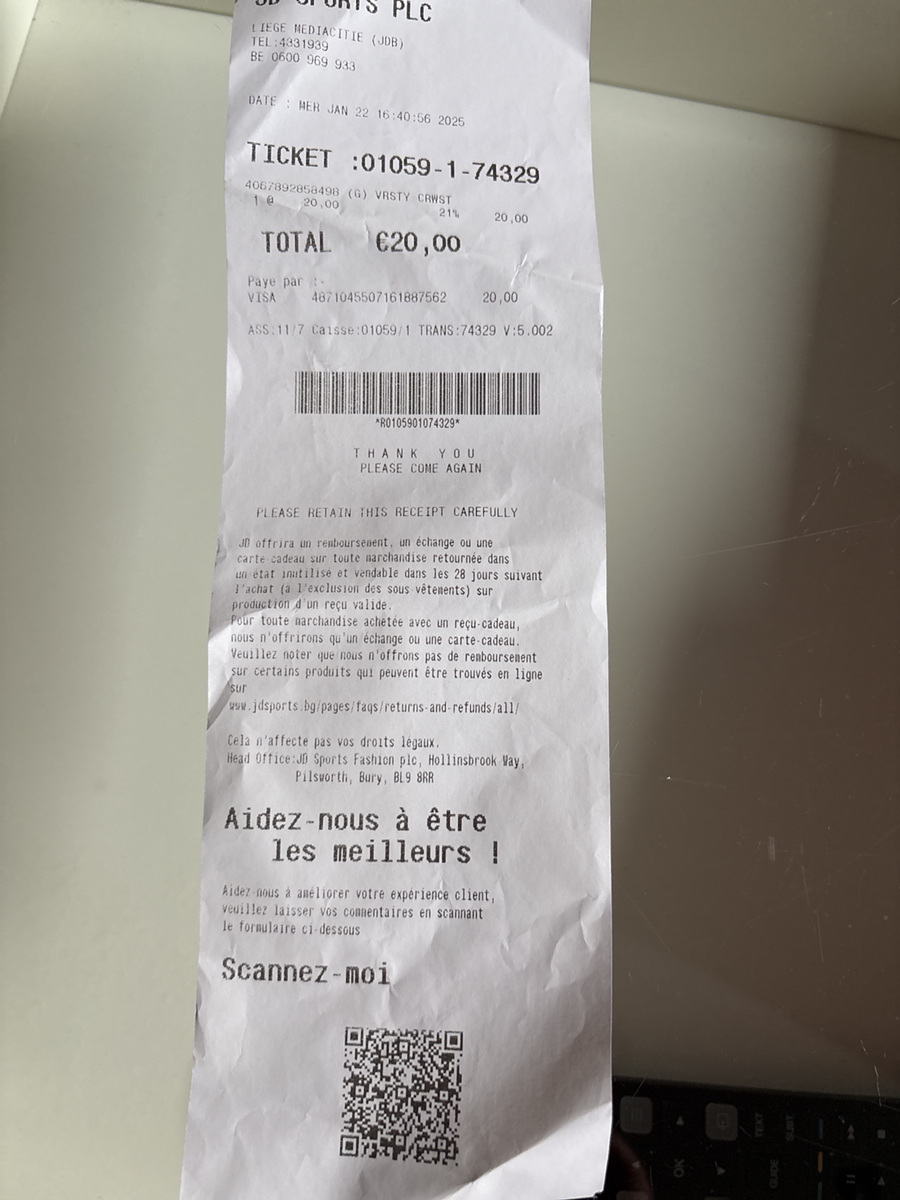 JD SPORTS PLC
LIEGE MEDIACITIE (JDB)
TEL:4331939
BE 0600 969 933
DATE : MER JAN 22 16:40:56 2025
TICKET :01059-1-74329
4067892858498 (G) VRSTY CRWST
1 @ 20,00 21% 20,00
TOTAL €20,00
Paye par :-
VISA 4871045507161887562 20,00
ASS:11/7 Caisse:01059/1 TRANS:74329 V:5.002
*R0105901074329*
T H A N K Y O U
PLEASE COME AGAIN
PLEASE RETAIN THIS RECEIPT CAREFULLY
JD offrira un remboursement, un échange ou une
carte cadeau sur toute marchandise retournée dans
un état inutilisé et vendable dans les 28 jours suivant
l'achat (à l'exclusion des sous vêtements) sur
production d'un reçu valide.
Pour toute marchandise achetée avec un reçu-cadeau,
nous n'offrirons qu'un échange ou une carte-cadeau.
Veuillez noter que nous n'offrons pas de remboursement
sur certains produits qui peuvent être trouvés en ligne
sur
www.jdsports.bg/pages/faqs/returns-and-refunds/all/
Cela n'affecte pas vos droits légaux.
Head Office:JD Sports Fashion plc, Hollinsbrook Way,
Pilsworth, Bury, BL9 8RR
Aidez-nous à être
les meilleurs !
Aidez-nous à améliorer votre expérience client,
veuillez laisser vos commentaires en scannant
le formulaire ci-dessous
Scannez-moi
TEXT
SUBT
OK
GUIDE